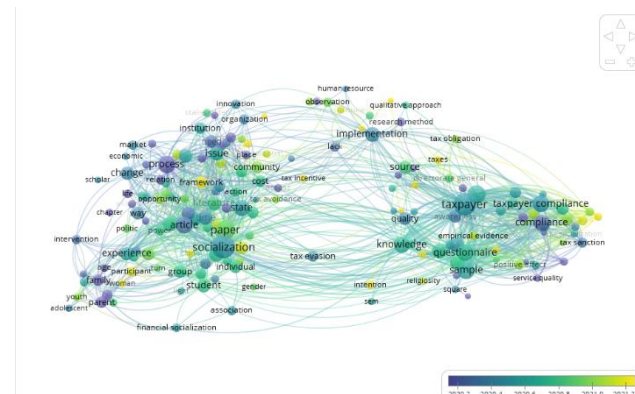 human resource
innovation
observation
qualitative approach
organization
research method
institution
implementation
market
issue
place
lack
tax obligation
economic
process
community
source
taxes
change
scholar
relation
framework
cost
tax incentive
life
opportunity
action
tax avoidance
taxpayer
taxpayer compliance
chapter
way
state
quality
compliance
politic
power
article
paper
empirical evidence
intervention
experience
socialization
knowledge
tax sanction
tax evasion
questionnaire
age
participant
group
individual
sample
positive effect
family
woman
student
gender
intention
religiosity
service quality
youth
parent
sem
square
adolescent
association
financial socialization